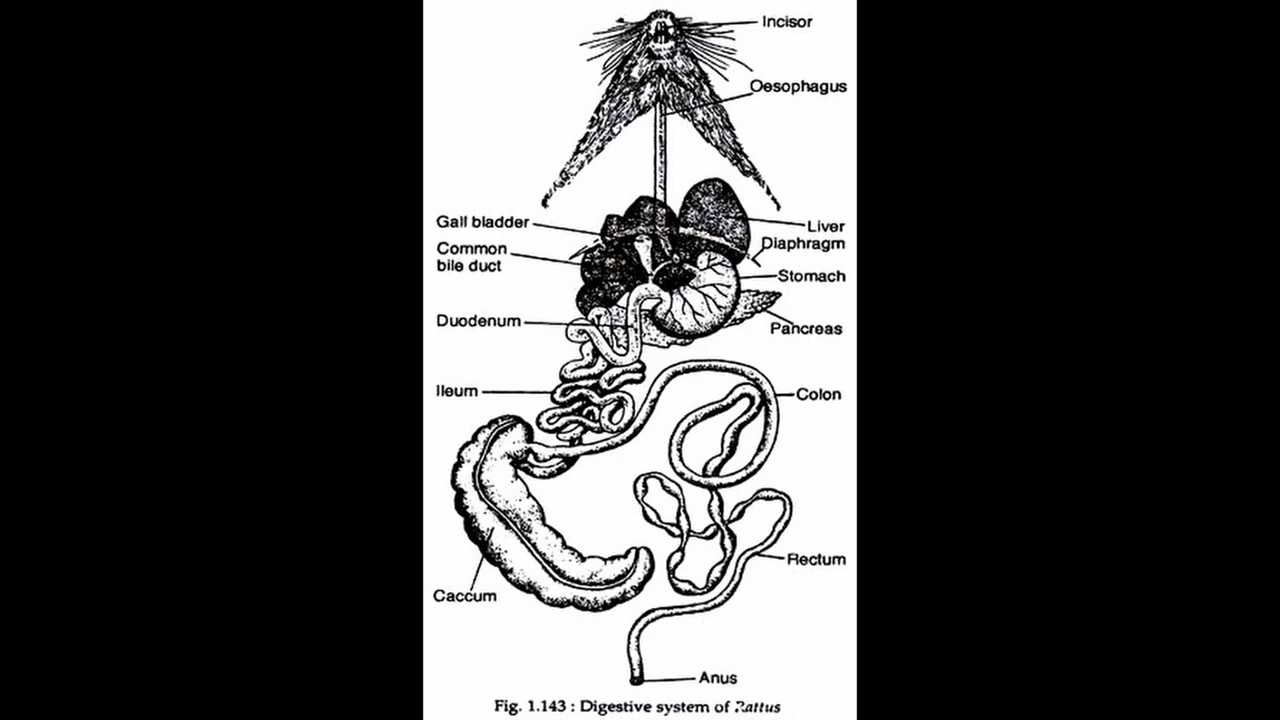 Incisor
Oesophagus
Gall bladder
Liver
Common
bile duct
Diaphragm
Stomach
Duodenum
Pancreas
Ileum
Colon
Rectum
Caccum
Anus
Fig. 1.143 : Digestive system of Rattus